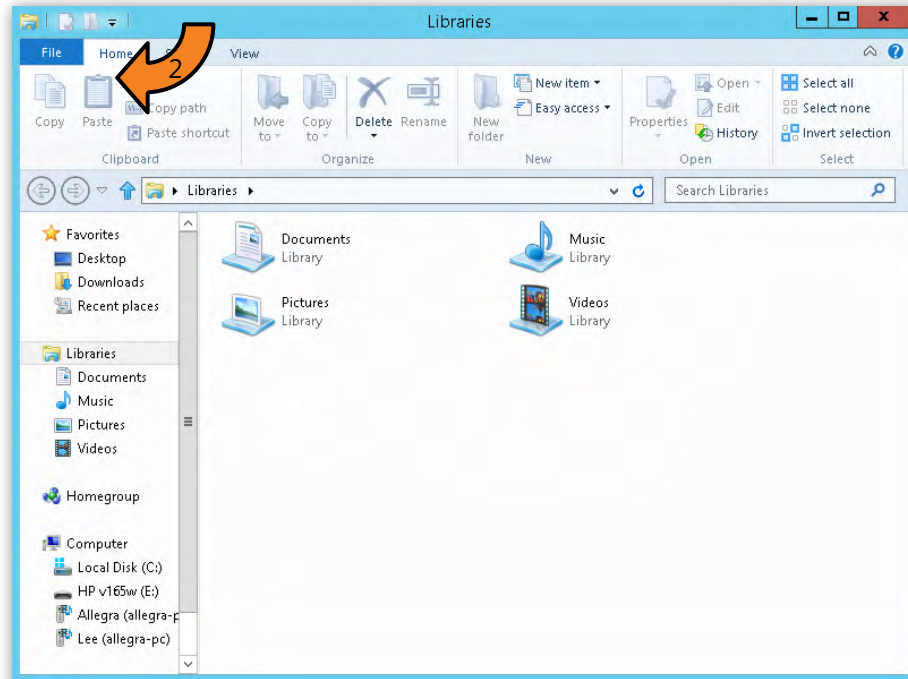 Libraries
File Home S View
2
Copy Paste Copy path
Paste shortcut
Clipboard
Move to Copy to Delete Rename
Organize
New folder New item Easy access
New
Properties Open Edit History
Open
Select all
Select none
Invert selection
Select
Libraries
Search Libraries
Favorites
Desktop
Downloads
Recent places
Libraries
Documents
Music
Pictures
Videos
Homegroup
Computer
Local Disk (C:)
HP v165w (E:)
Allegra (allegra-p
Lee (allegra-pc)
Documents
Library
Music
Library
Pictures
Library
Videos
Library